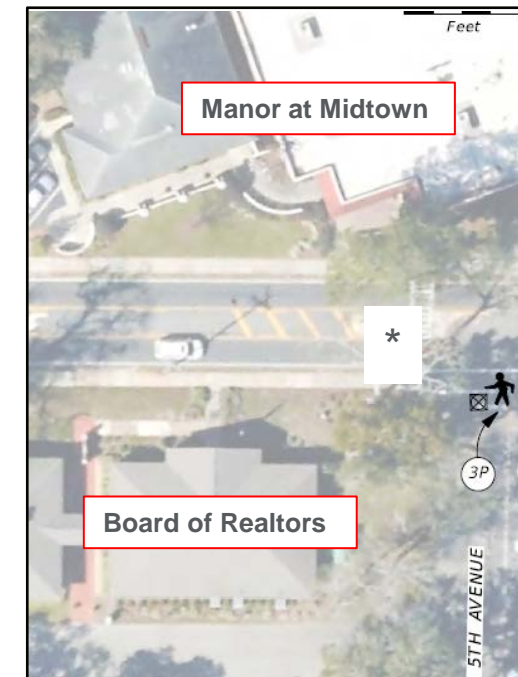 Feet
Manor at Midtown
*
3P
Board of Realtors
5TH AVENUE